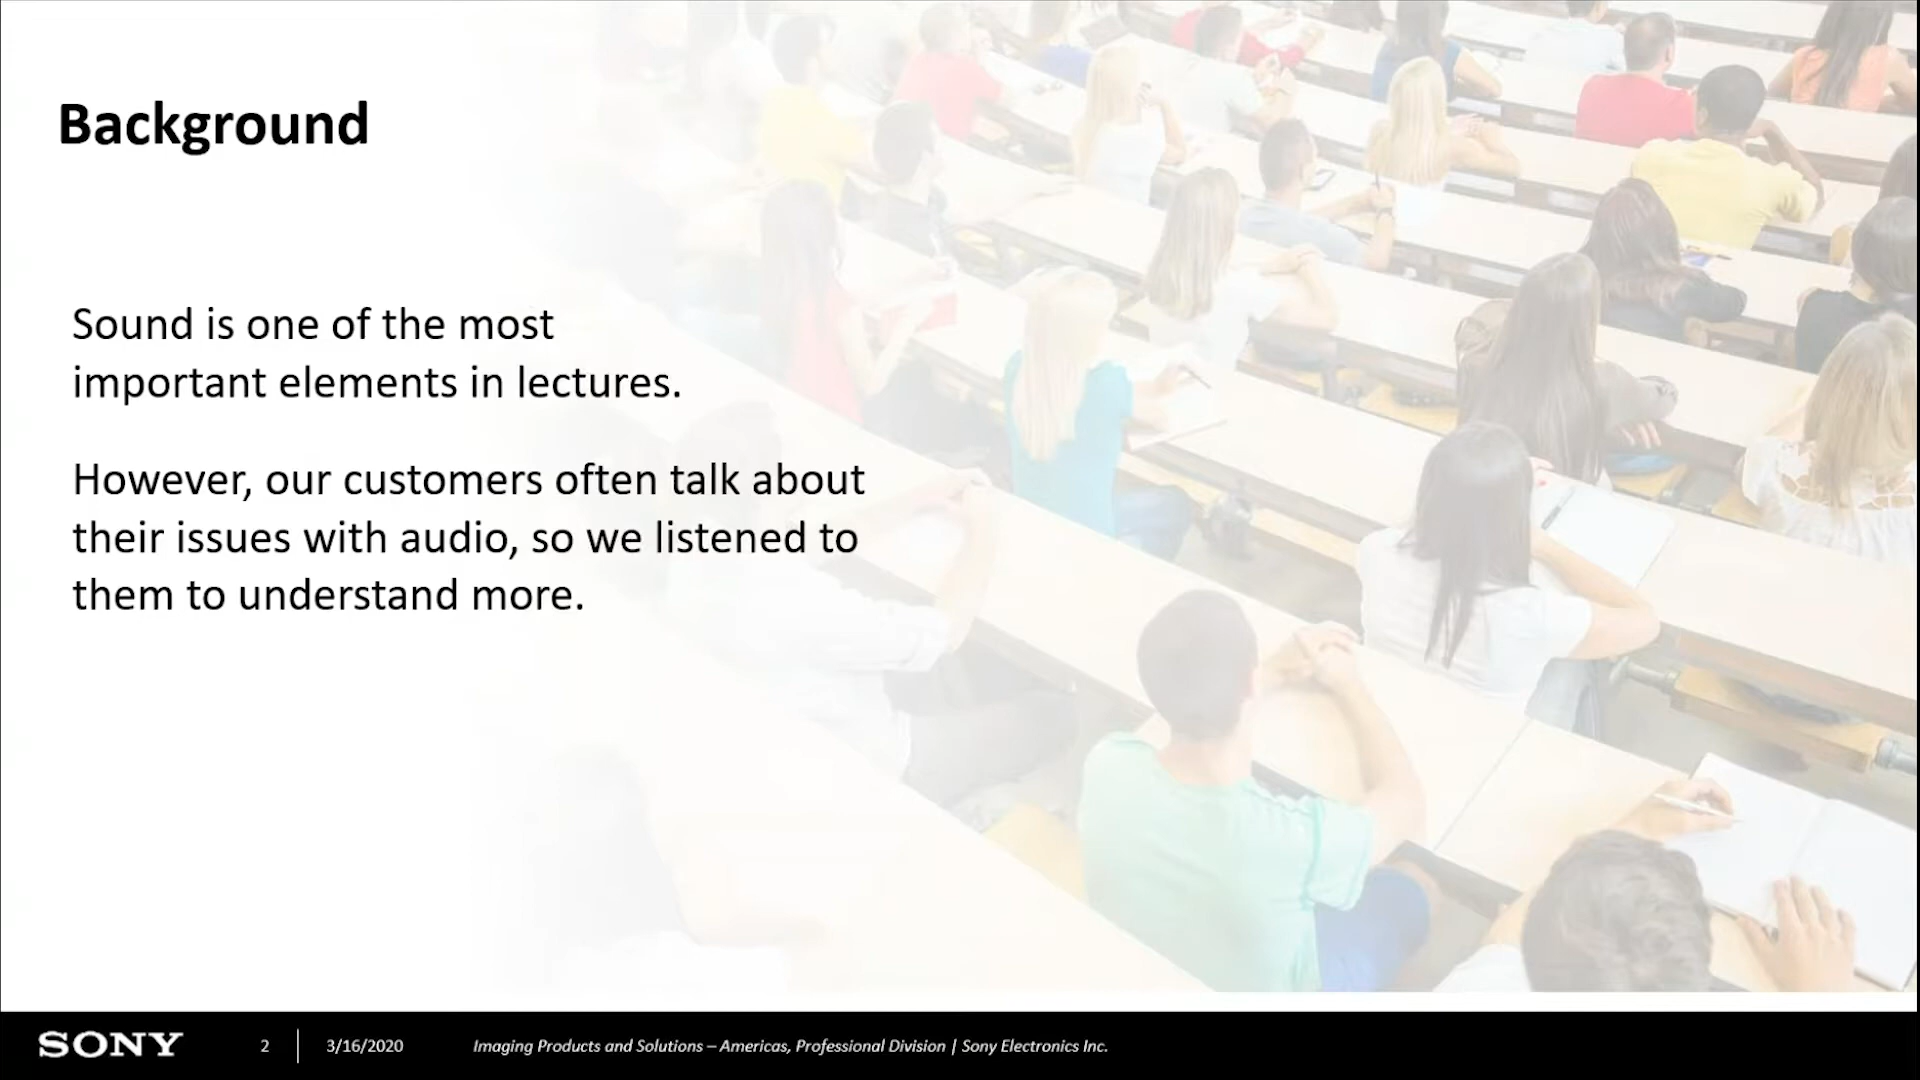 Background
Sound is one of the most
important elements in lectures.
However, our customers often talk about
their issues with audio, so we listened to
them to understand more.
SONY 2 3/16/2020 Imaging Products and Solutions – Americas, Professional Division | Sony Electronics Inc.